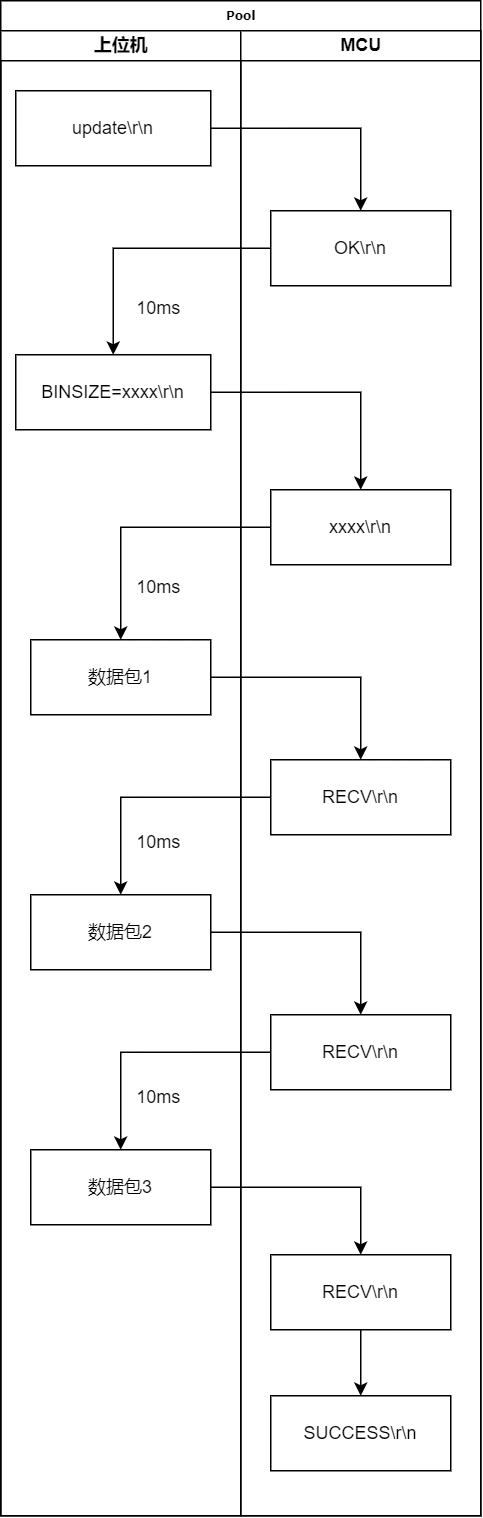 Pool
上位机
MCU
update\r\n
OK\r\n
10ms
BINSIZE=xxxx\r\n
xxxx\r\n
10ms
数据包1
RECV\r\n
10ms
数据包2
RECV\r\n
10ms
数据包3
RECV\r\n
SUCCESS\r\n